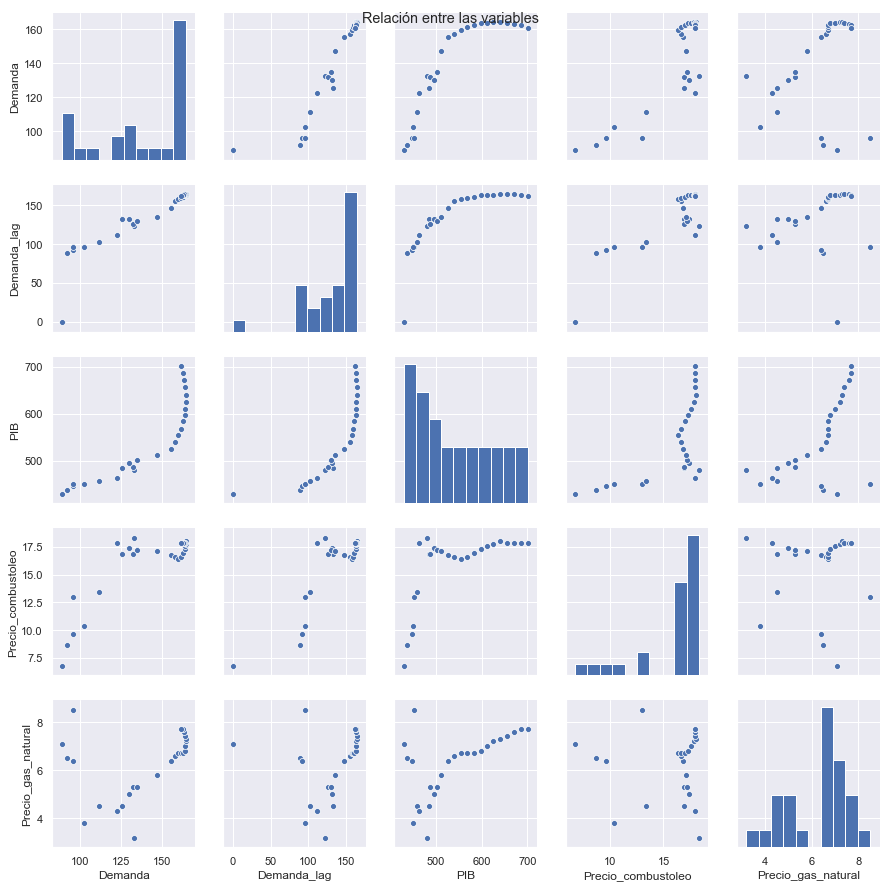 Relación entre las variables
160
140
120
100
Demanda
150
100
50
0
Demanda_lag
700
600
500
PIB
17.5
15.0
12.5
10.0
7.5
Precio_combustoleo
8
6
4
Precio_gas_natural
100 125 150
0 50 100 150
500 600 700
10 15
4 6 8
Demanda Demanda_lag PIB Precio_combustoleo Precio_gas_natural